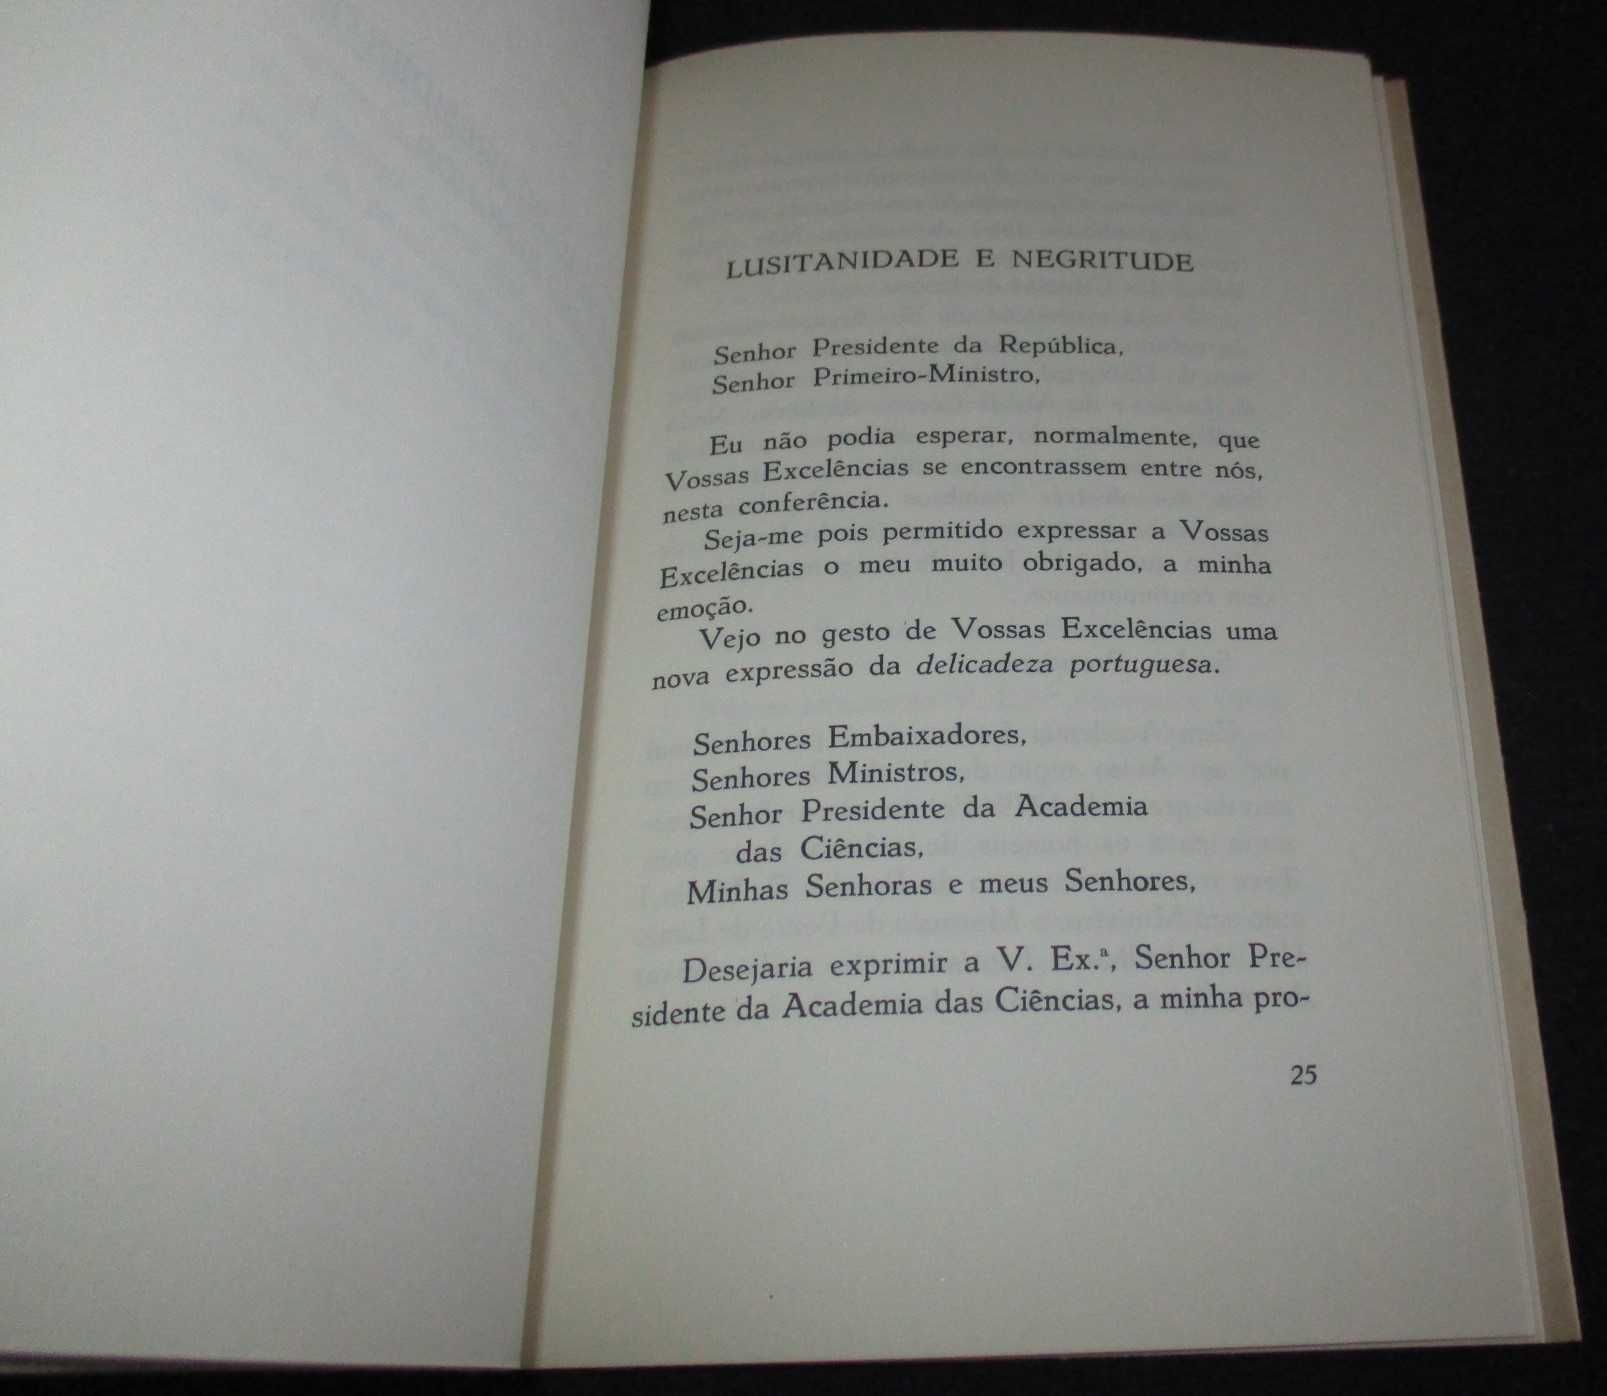 LUSITANIDADE E NEGRITUDE
Senhor Presidente da República,
Senhor Primeiro-Ministro,
Eu não podia esperar, normalmente, que
Vossas Excelências se encontrassem entre nós,
nesta conferência.
Seja-me pois permitido expressar a Vossas
Excelências o meu muito obrigado, a minha
emoção.
Vejo no gesto de Vossas Excelências uma
nova expressão da delicadeza portuguesa.
Senhores Embaixadores,
Senhores Ministros,
Senhor Presidente da Academia
das Ciências,
Minhas Senhoras e meus Senhores,
Desejaria exprimir a V. Ex.ª, Senhor Pre-
sidente da Academia das Ciências, a minha pro-
25